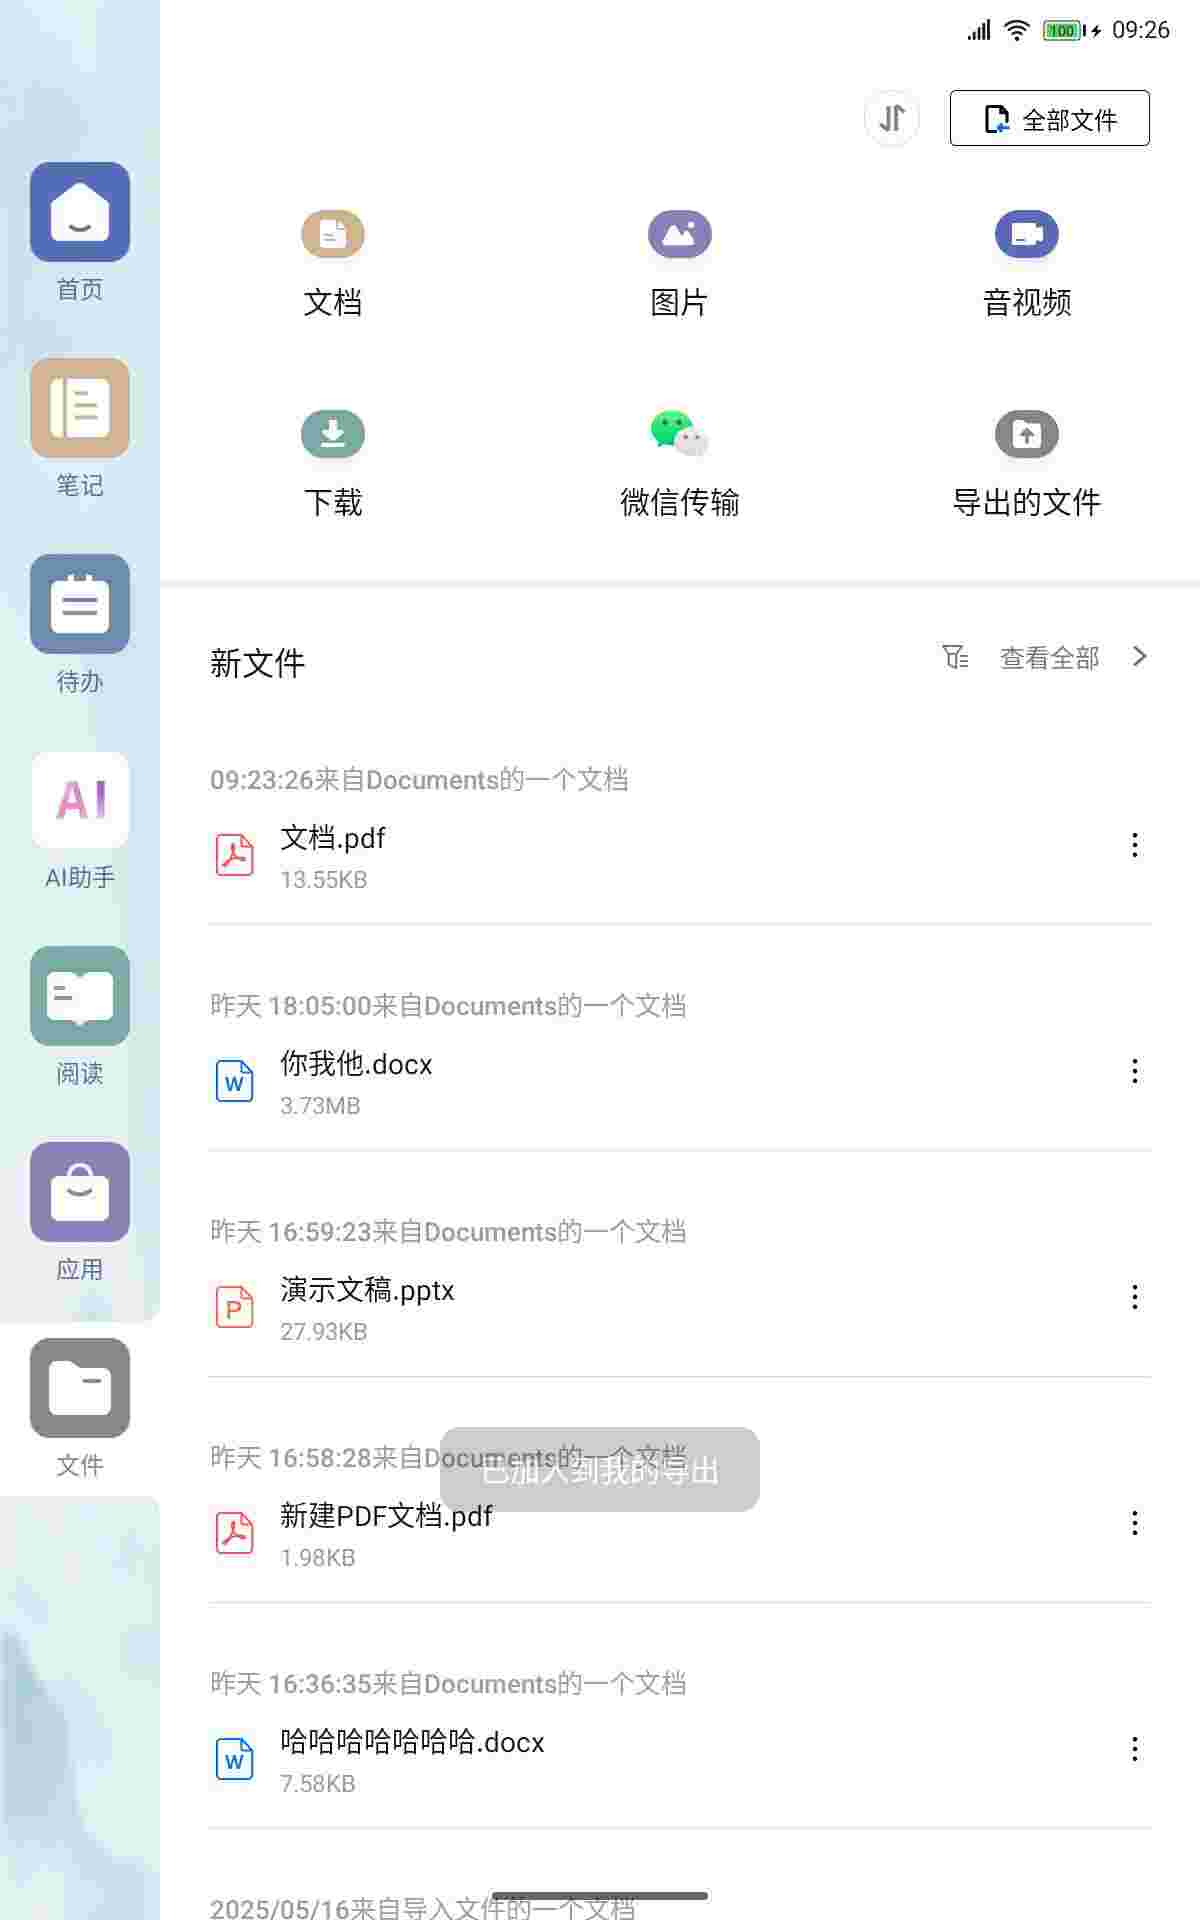 100 09:26
全部文件
首页
笔记
待办
AI
AI助手
阅读
应用
文件
文档
图片
音视频
下载
微信传输
导出的文件
新文件
查看全部
09:23:26来自Documents的一个文档
文档.pdf
13.55KB
昨天 18:05:00来自Documents的一个文档
W
你我他.docx
3.73MB
昨天 16:59:23来自Documents的一个文档
P
演示文稿.pptx
27.93KB
昨天 16:58:28来自Documents的一个文档
已加入到我的导出
新建PDF文档.pdf
1.98KB
昨天 16:36:35来自Documents的一个文档
W
哈哈哈哈哈哈哈.docx
7.58KB
2025/05/16来自导入文件的一个文档